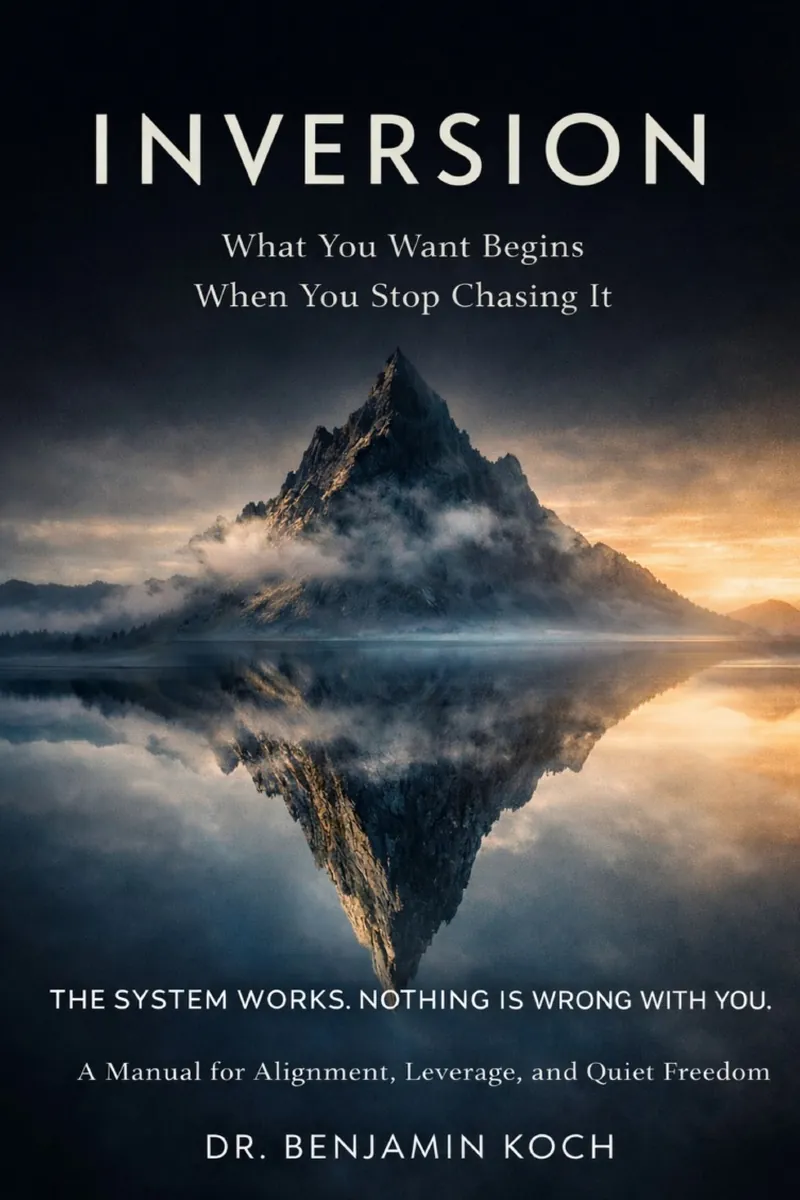 INVERSION
What You Want Begins
When You Stop Chasing It
THE SYSTEM WORKS. NOTHING IS WRONG WITH YOU.
A Manual for Alignment, Leverage, and Quiet Freedom
DR. BENJAMIN KOCH